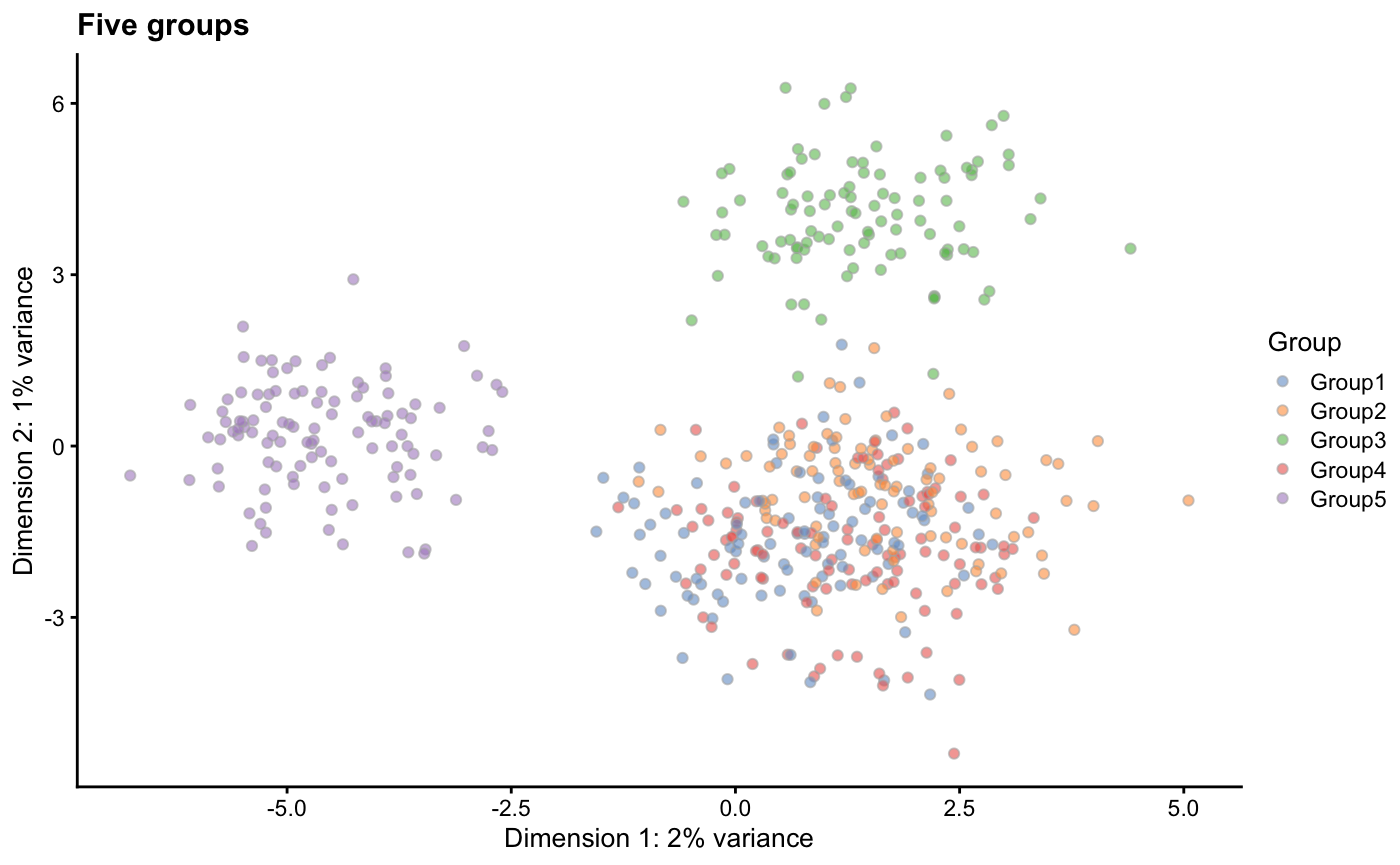 Five groups
6
3
0
-3
Dimension 2: 1% variance
-5.0
-2.5
0.0
2.5
5.0
Dimension 1: 2% variance
Group
Group1
Group2
Group3
Group4
Group5